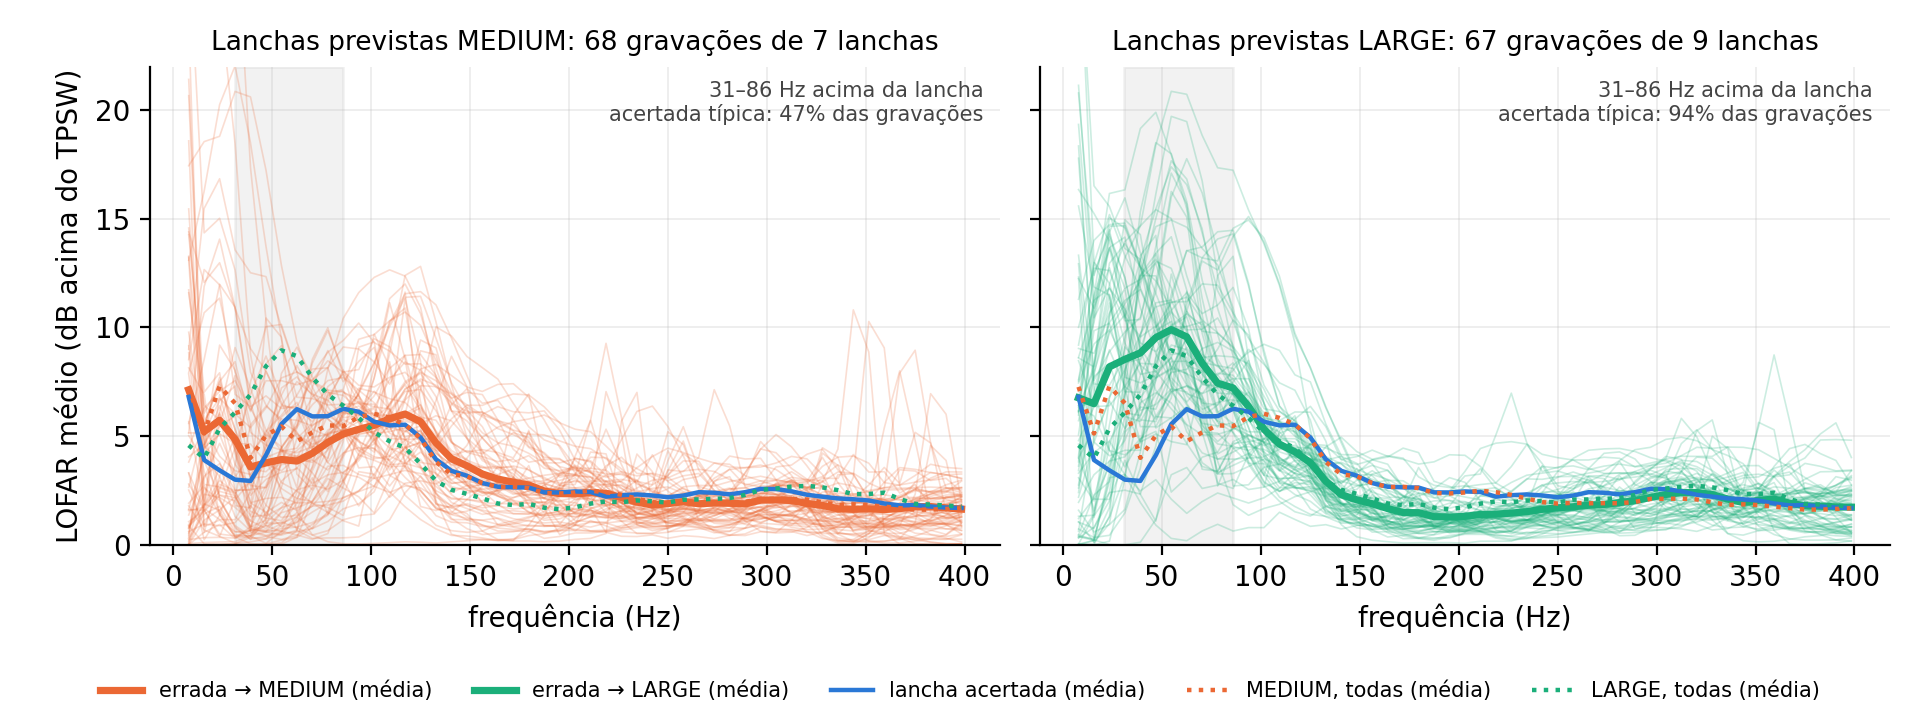 Lanchas previstas MEDIUM: 68 gravações de 7 lanchas
31–86 Hz acima da lancha
acertada típica: 47% das gravações
LOFAR médio (dB acima do TPSW)
20
15
10
5
0
0 50 100 150 200 250 300 350 400
frequência (Hz)
Lanchas previstas LARGE: 67 gravações de 9 lanchas
31–86 Hz acima da lancha
acertada típica: 94% das gravações
0 50 100 150 200 250 300 350 400
frequência (Hz)
errada → MEDIUM (média)
errada → LARGE (média)
lancha acertada (média)
MEDIUM, todas (média)
LARGE, todas (média)